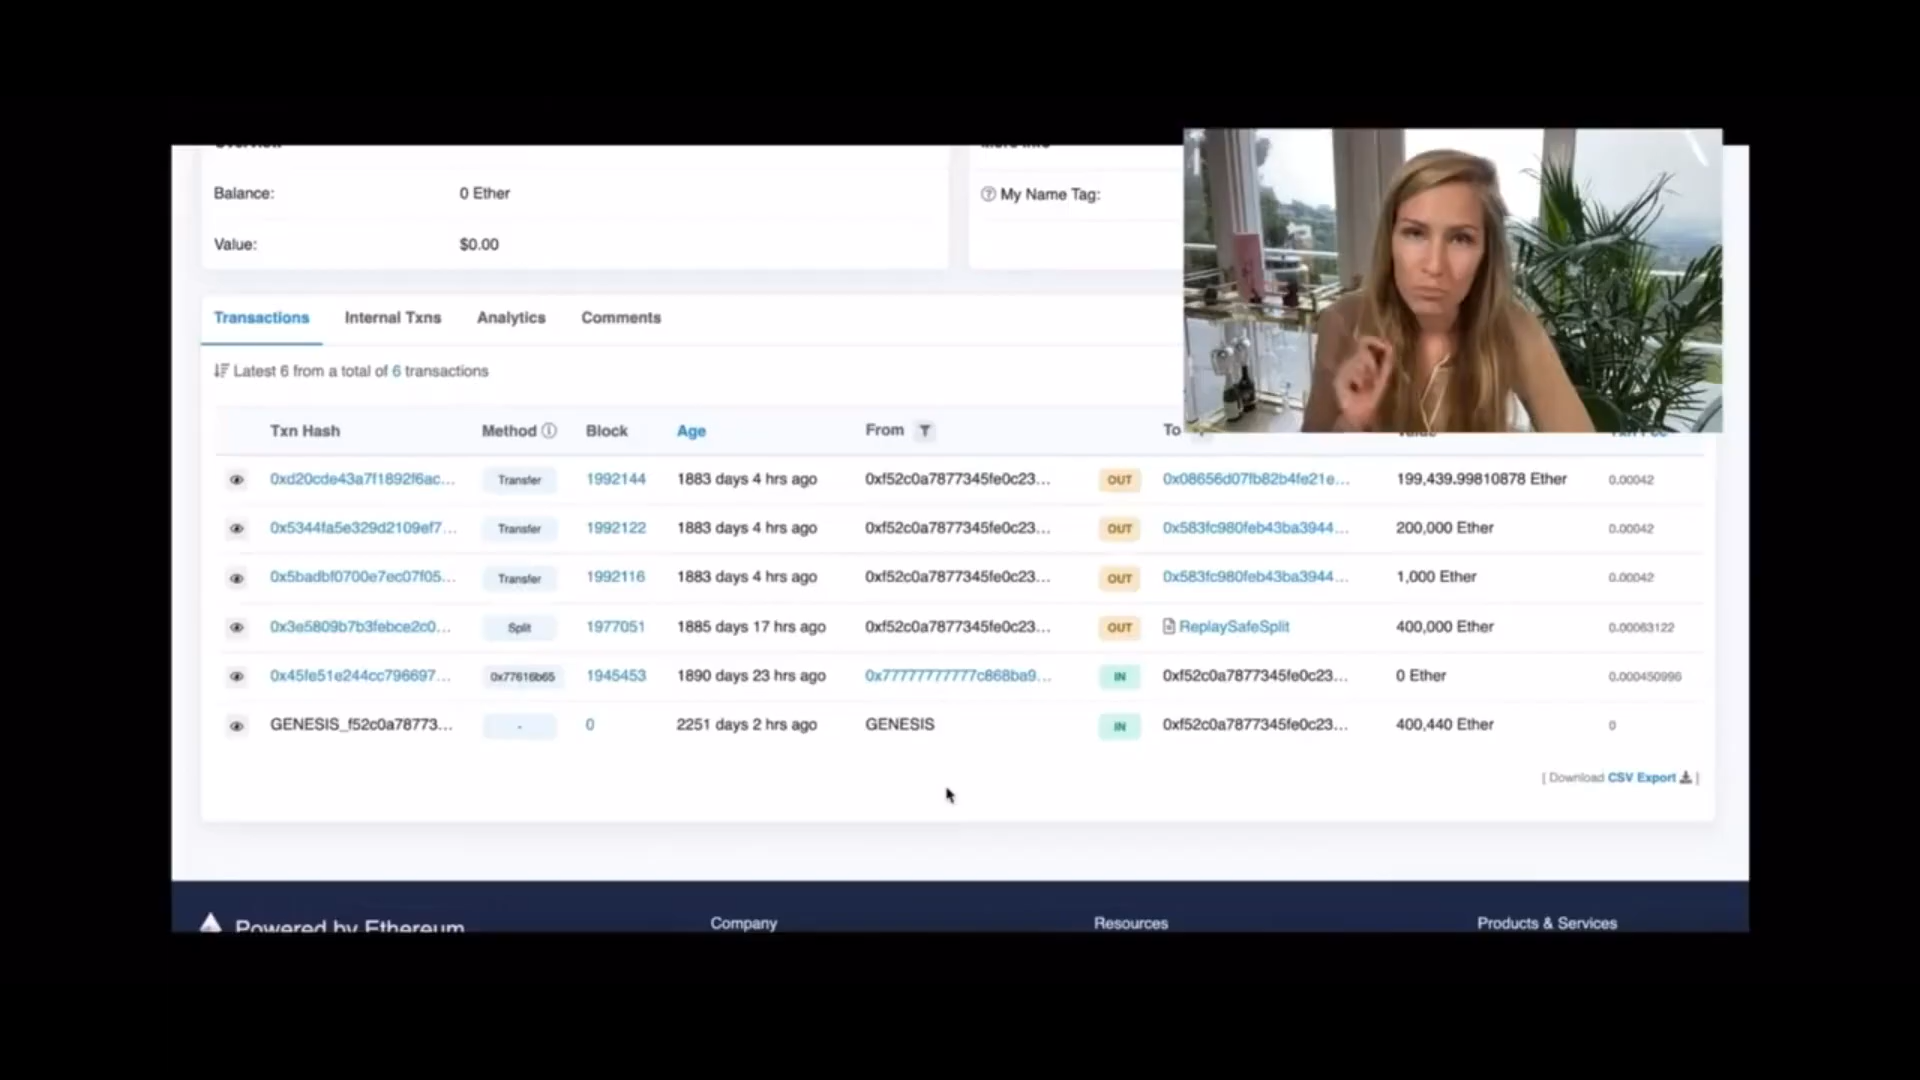 Balance: 0 Ether
My Name Tag:
Value: $0.00
Transactions Internal Txns Analytics Comments
Latest 6 from a total of 6 transactions
Txn Hash Method Block Age From To
0xd20cde43a7f1892f6ac... Transfer 1992144 1883 days 4 hrs ago 0xf52c0a7877345fe0c23... OUT 0x08656d07fb82b4fe21e... 199,439.99810878 Ether 0.00042
0x5344fa5e329d2109ef7... Transfer 1992122 1883 days 4 hrs ago 0xf52c0a7877345fe0c23... OUT 0x583fc980feb43ba3944... 200,000 Ether 0.00042
0x5badbf0700e7ec07f05... Transfer 1992116 1883 days 4 hrs ago 0xf52c0a7877345fe0c23... OUT 0x583fc980feb43ba3944... 1,000 Ether 0.00042
0x3e5809b7b3febce2c0... Split 1977051 1885 days 17 hrs ago 0xf52c0a7877345fe0c23... OUT ReplaySafeSplit 400,000 Ether 0.00063122
0x45fe51e244cc796697... 0x77616b65 1945453 1890 days 23 hrs ago 0x77777777777c868ba9... IN 0xf52c0a7877345fe0c23... 0 Ether 0.000450996
GENESIS_f52c0a78773... - 0 2251 days 2 hrs ago GENESIS IN 0xf52c0a7877345fe0c23... 400,440 Ether 0
[ Download CSV Export ]
Powered by Ethereum Company Resources Products & Services